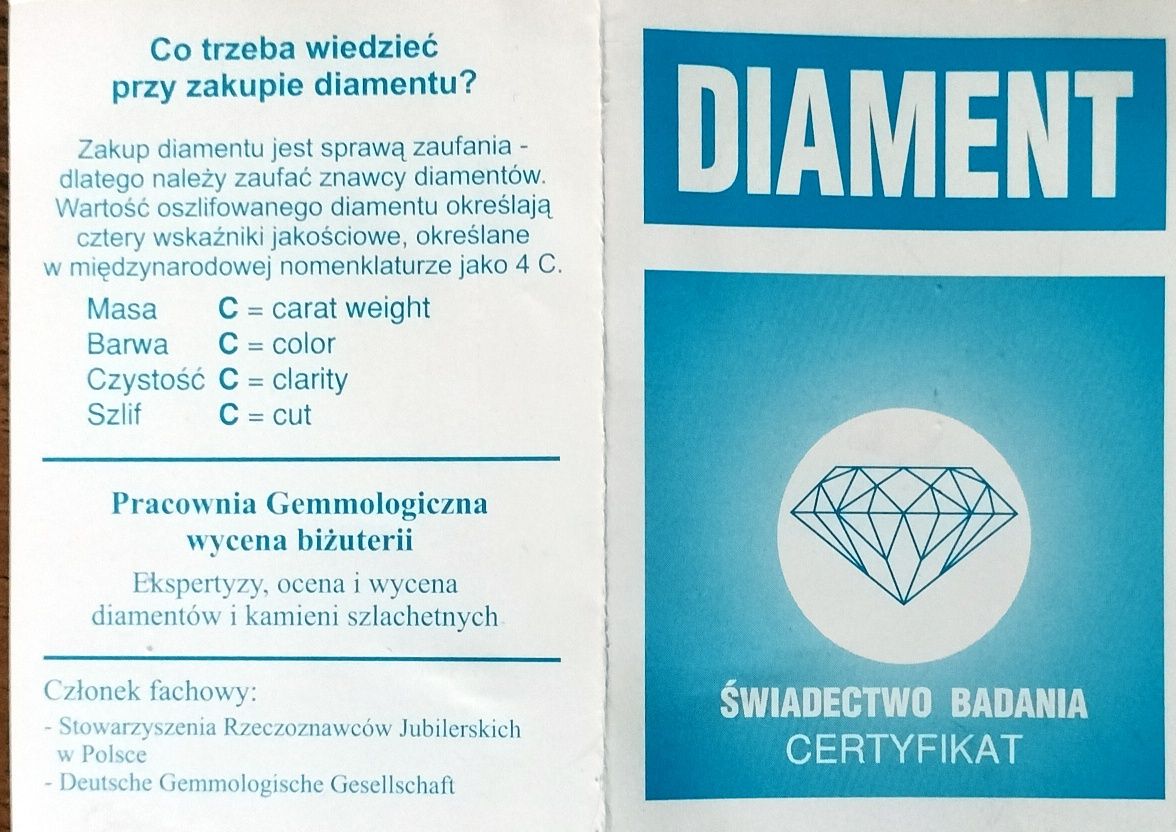 Co trzeba wiedzieć
przy zakupie diamentu?
Zakup diamentu jest sprawą zaufania -
dlatego należy zaufać znawcy diamentów.
Wartość oszlifowanego diamentu określają
cztery wskaźniki jakościowe, określane
w międzynarodowej nomenklaturze jako 4 C.
Masa C = carat weight
Barwa C = color
Czystość C = clarity
Szlif C = cut
Pracownia Gemmologiczna
wycena biżuterii
Ekspertyzy, ocena i wycena
diamentów i kamieni szlachetnych
Członek fachowy:
- Stowarzyszenia Rzeczoznawców Jubilerskich
w Polsce
- Deutsche Gemmologische Gesellschaft
DIAMENT
ŚWIADECTWO BADANIA
CERTYFIKAT